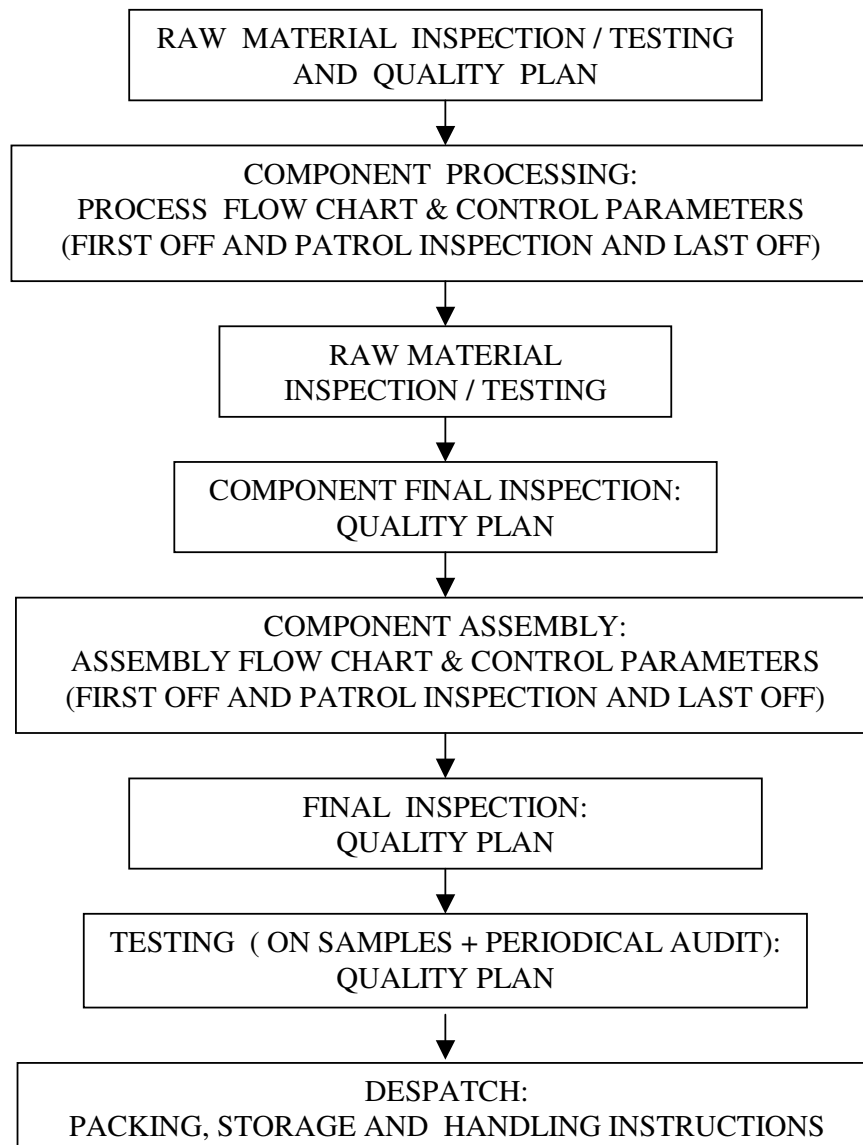 RAW MATERIAL INSPECTION / TESTING
AND QUALITY PLAN
COMPONENT PROCESSING:
PROCESS FLOW CHART & CONTROL PARAMETERS
(FIRST OFF AND PATROL INSPECTION AND LAST OFF)
RAW MATERIAL
INSPECTION / TESTING
COMPONENT FINAL INSPECTION:
QUALITY PLAN
COMPONENT ASSEMBLY:
ASSEMBLY FLOW CHART & CONTROL PARAMETERS
(FIRST OFF AND PATROL INSPECTION AND LAST OFF)
FINAL INSPECTION:
QUALITY PLAN
TESTING ( ON SAMPLES + PERIODICAL AUDIT):
QUALITY PLAN
DESPATCH:
PACKING, STORAGE AND HANDLING INSTRUCTIONS